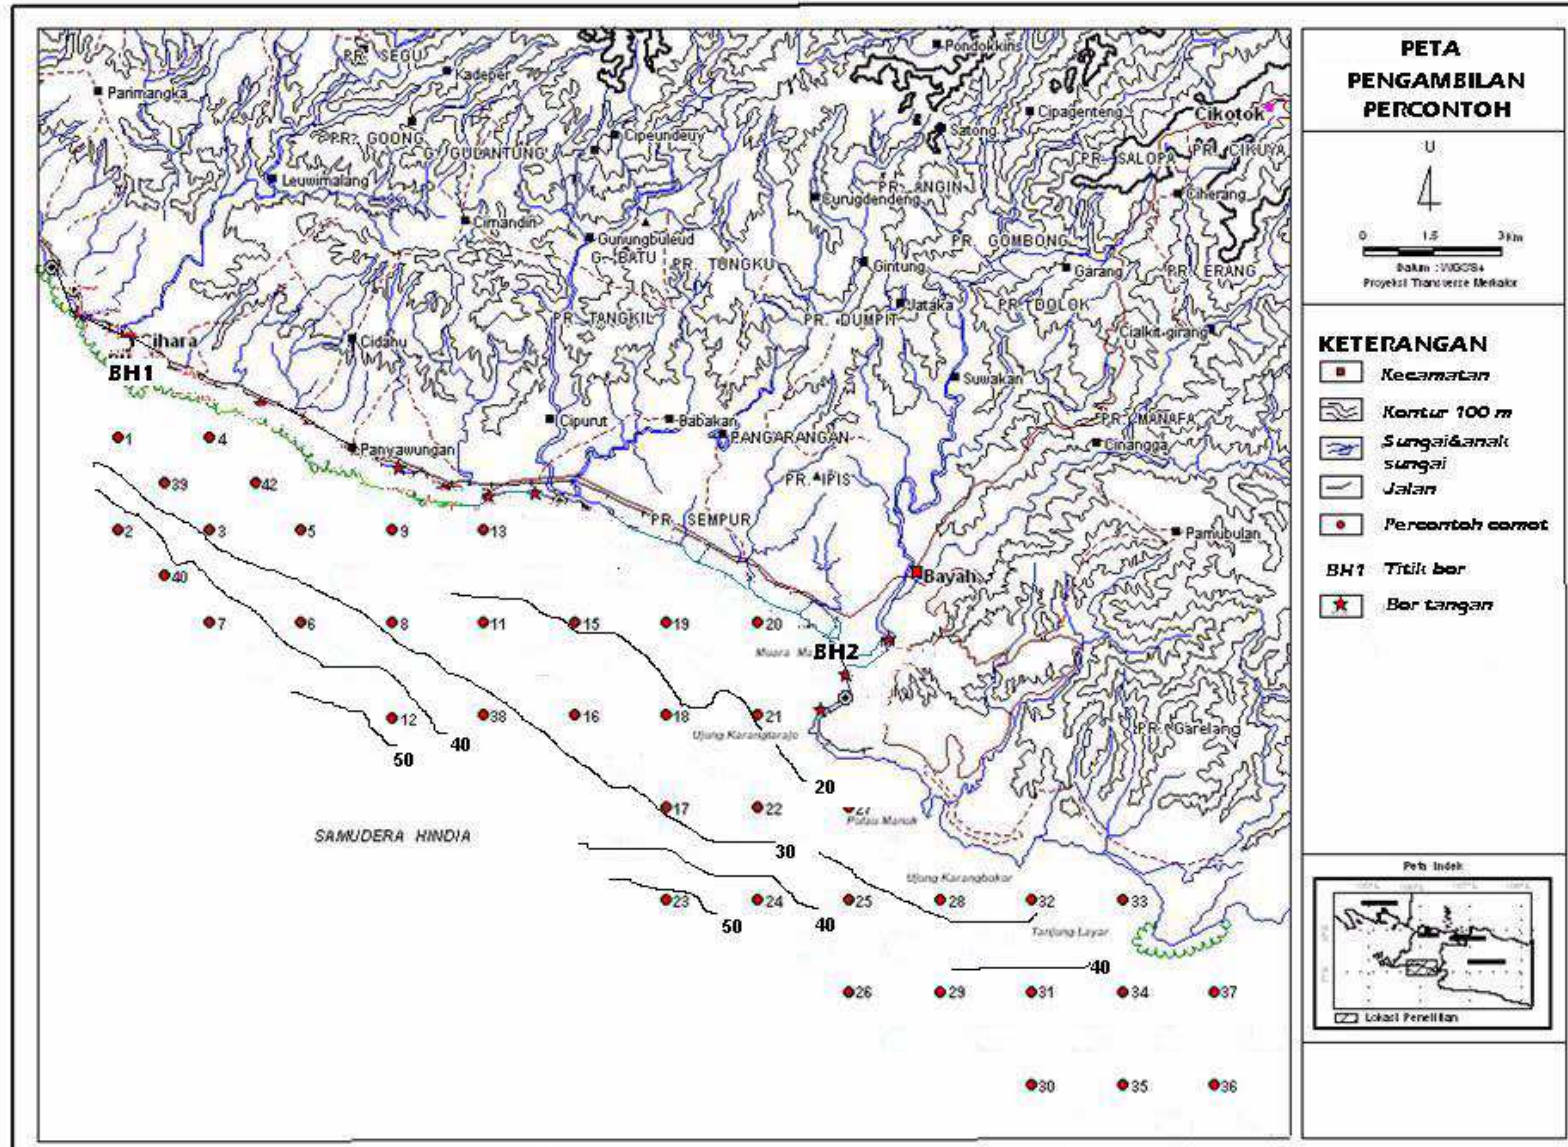 PETA
PENGAMBILAN
PERCONTOH
U
0 1.5 3 Km
Datum : WGS84
Proyeksi Transverse Merkator
KETERANGAN
Kecamatan
Kontur 100 m
Sungai&anak
sungai
Jalan
Percontoh comot
BH1 Titik bor
Bor tangan
Peta Indek
Lokasi Penelitian
PR. SEGU
Pondokkins
Kadeper
Parimangka
Cipagenteng
Cikotok
PR. GOONG
Cipeundeuy
Satong
G. GULANTUNG
PR. SALOPA
PR. CIKUYA
Leuwimalang
PR. ANGIN
Curugdendeng
Ciherang
Cimandin
Gunungbuleud
PR. GOMBONG
G. BATU
PR. TONGKU
Gintung
Garang
PR. ERANG
Jataka
PR. DOLOK
PR. TANGKIL
PR. DUMPIT
Cialkit-girang
Cihara
Cidahu
BH1
Suwakan
Cipurut
Babakan
PR. MANAFA
1
4
PANGARANGAN
Cinangga
Panyawungan
39
42
PR. IPIS
PR. SEMPUR
2
3
5
9
13
Pamubulan
40
Bayah
7
6
8
11
15
19
20
BH2
12
38
16
18
21
PR. Garelang
40
50
20
17
22
27
Pulau Manuk
SAMUDERA HINDIA
30
Ujung Karangbokor
23
24
25
28
32
33
50
40
Tanjung Layar
40
26
29
31
34
37
30
35
36